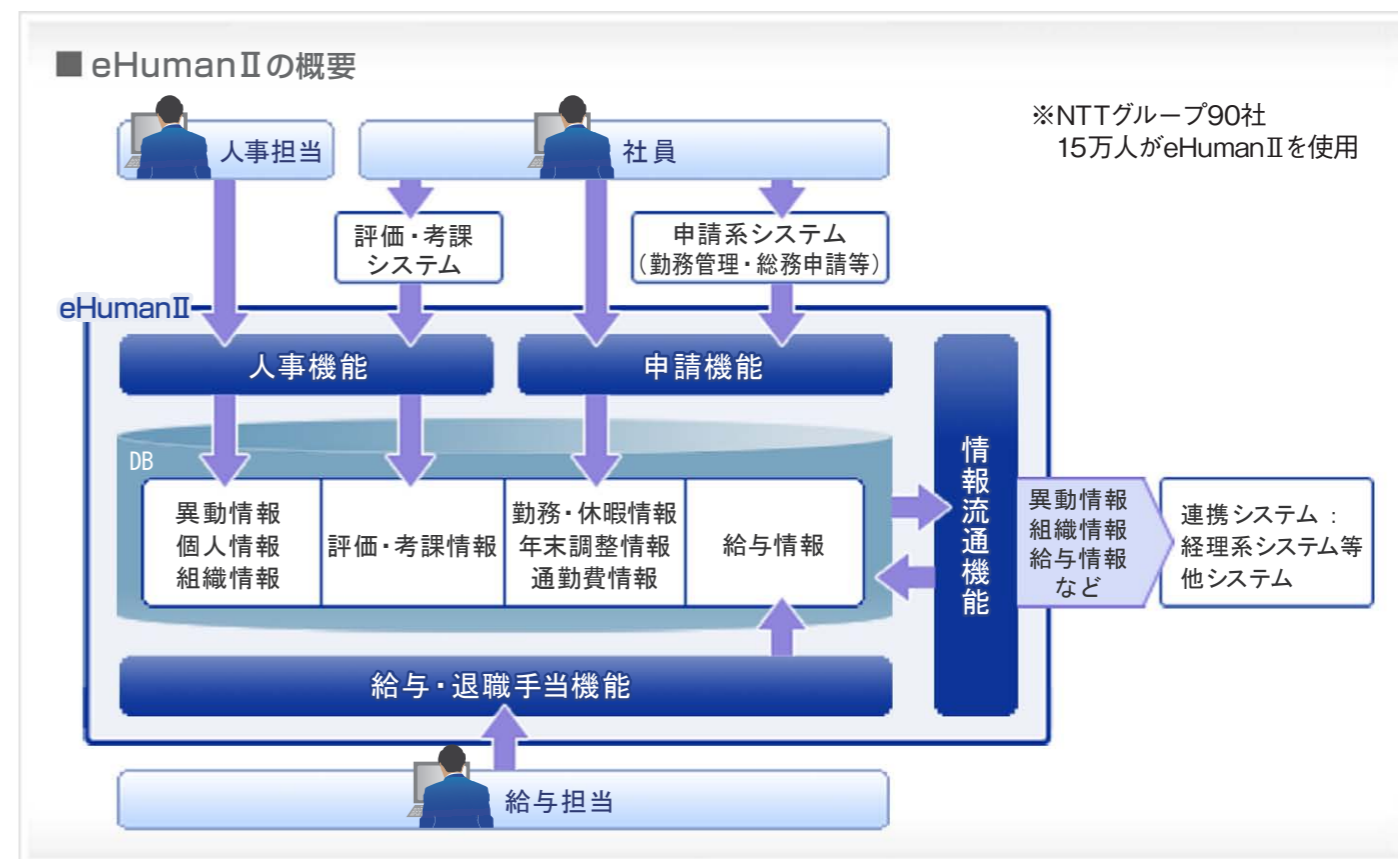 ■ eHumanⅡの概要
※NTTグループ90社
15万人がeHumanⅡを使用
人事担当
社員
評価・考課
システム
申請系システム
（勤務管理・総務申請等）
eHumanⅡ
人事機能
申請機能
DB
異動情報
個人情報
組織情報
評価・考課情報
勤務・休暇情報
年末調整情報
通勤費情報
給与情報
情報流通機能
異動情報
組織情報
給与情報
など
連携システム：
経理系システム等
他システム
給与・退職手当機能
給与担当